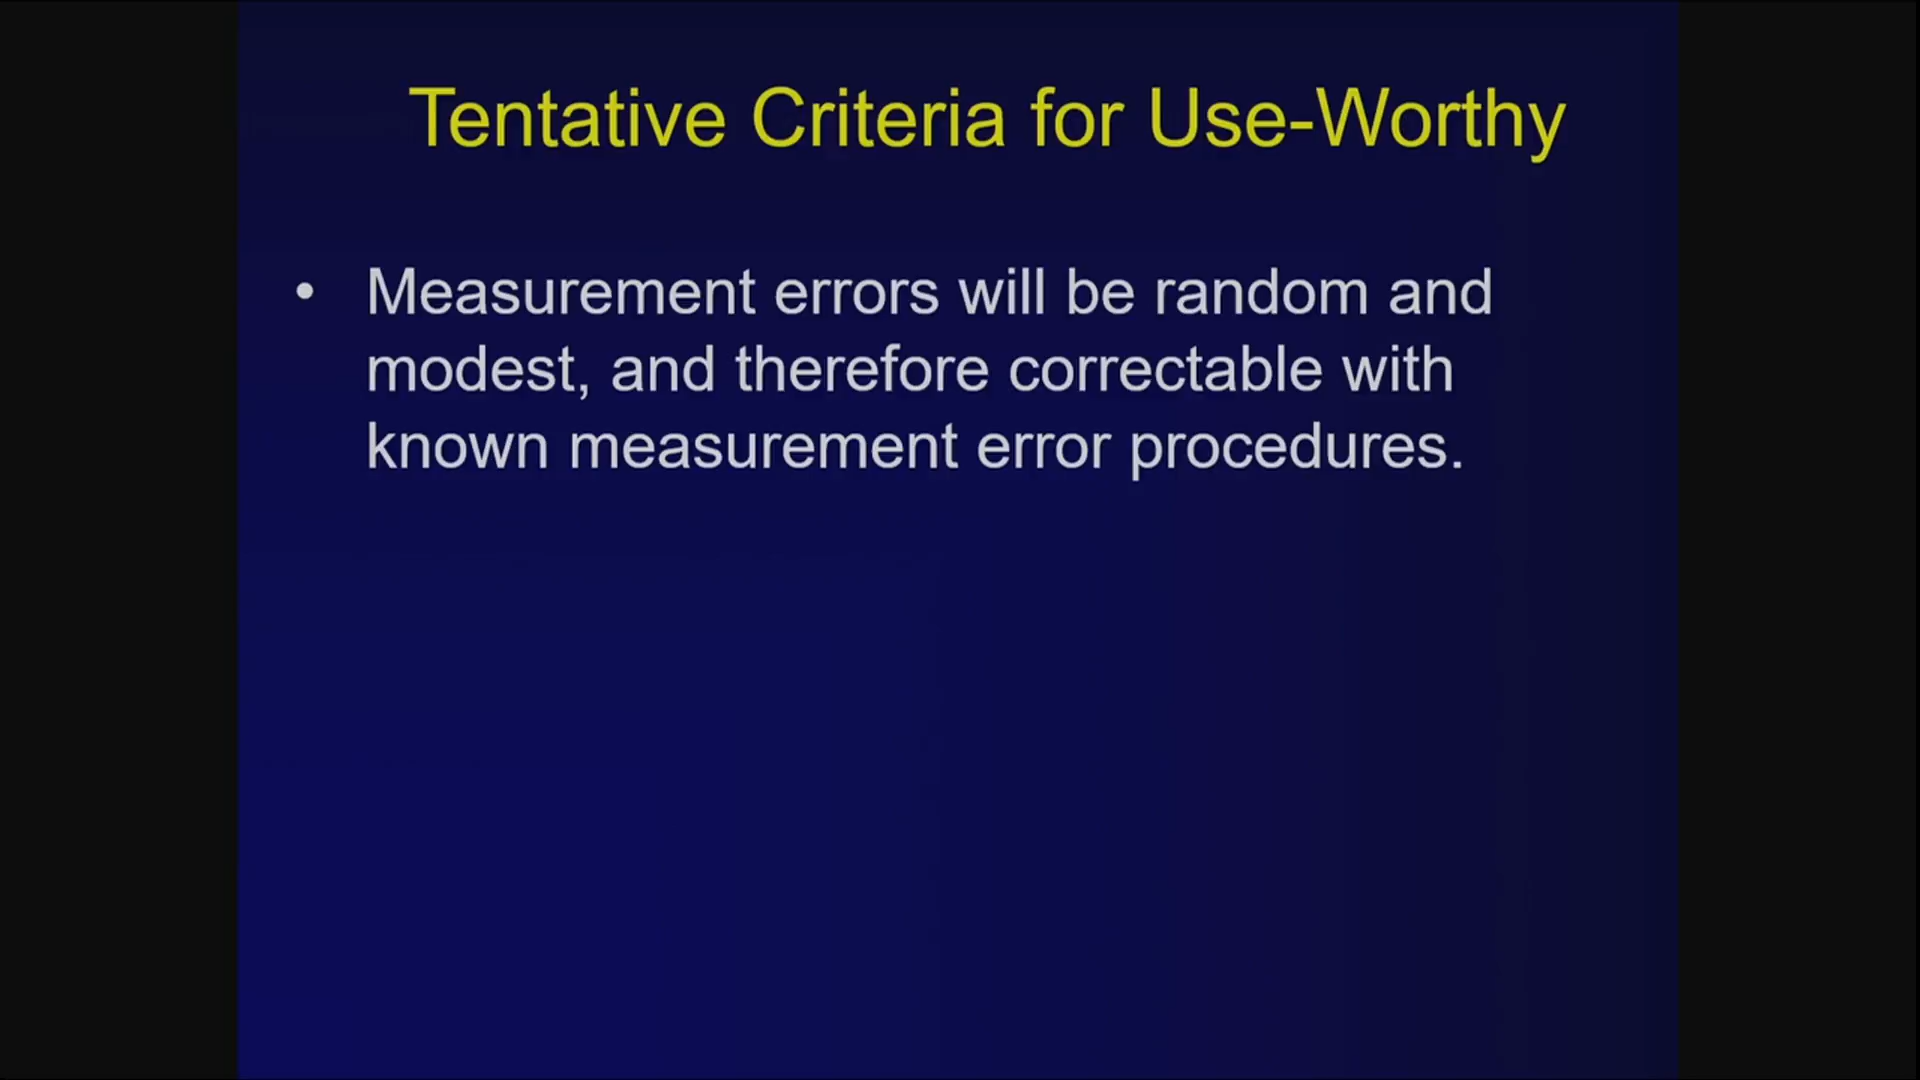 Tentative Criteria for Use-Worthy
• Measurement errors will be random and
modest, and therefore correctable with
known measurement error procedures.